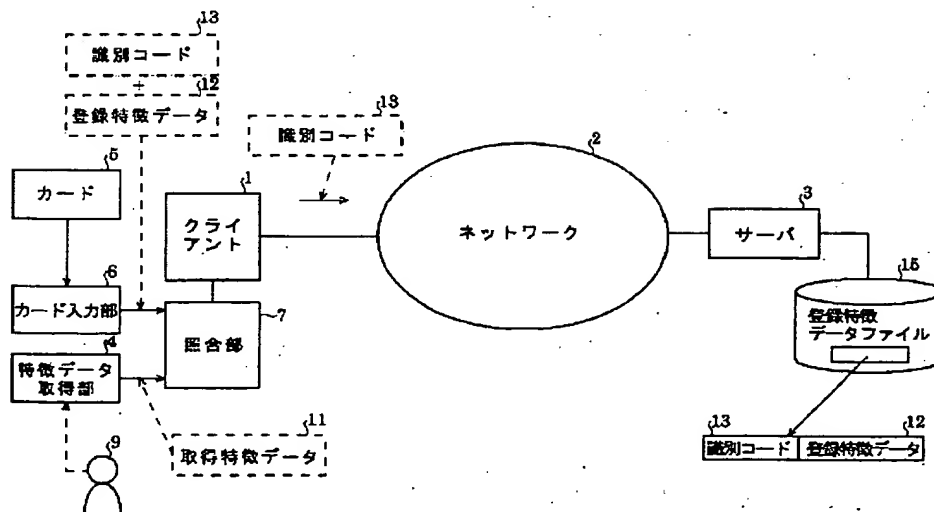 13
識別コード
+
12
登録特徴データ
5
カード
1
クライ
アント
13
識別コード
2
ネットワーク
3
サーバ
15
登録特徴
データファイル
6
カード入力部
7
照合部
4
特徴データ
取得部
11
取得特徴データ
9
13
識別コード
12
登録特徴データ